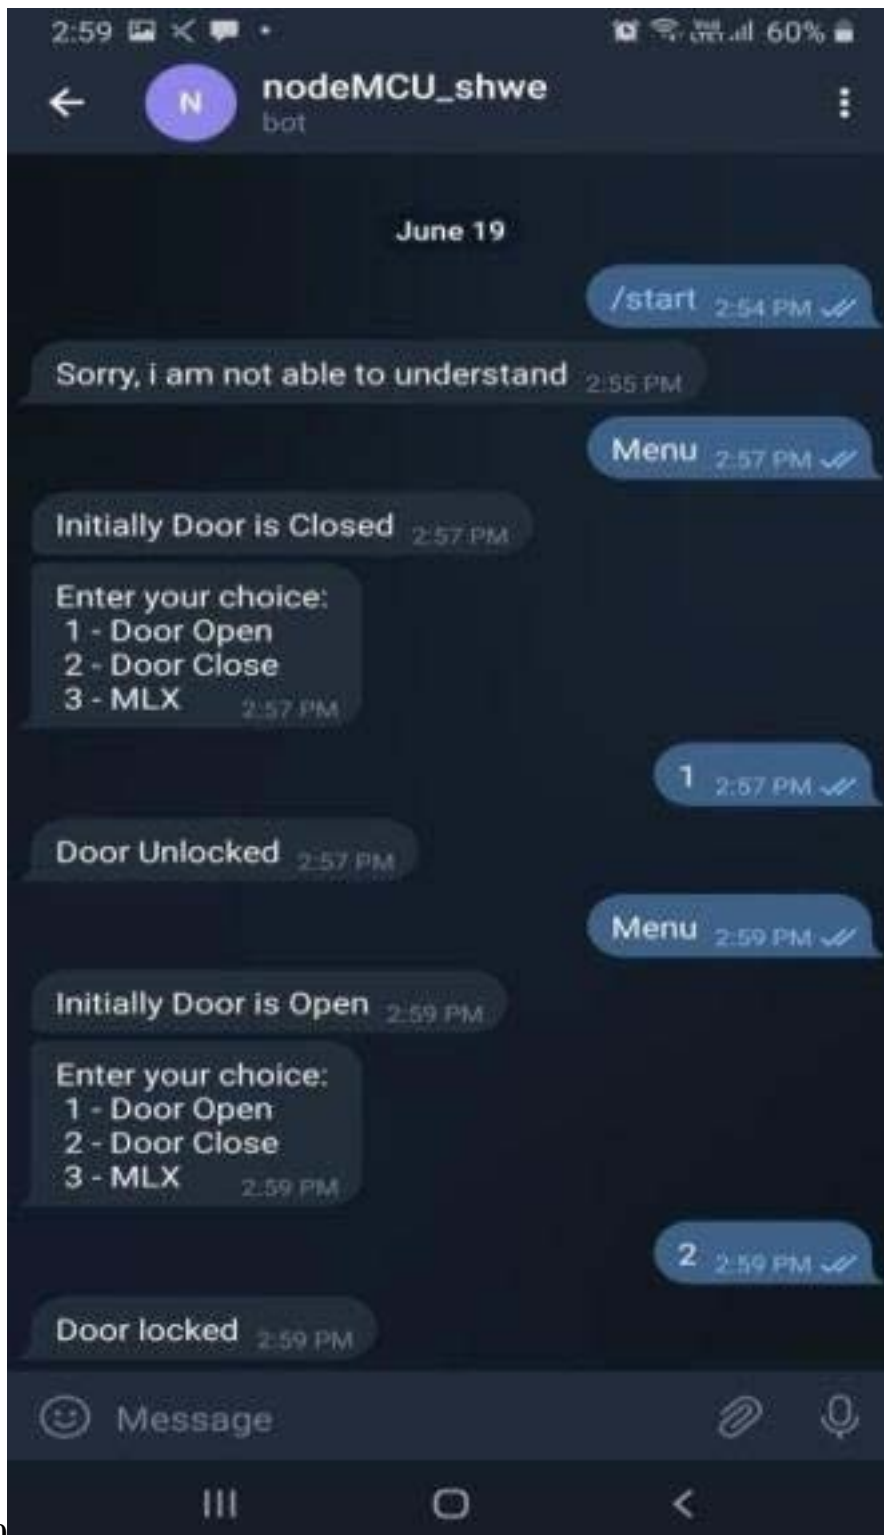 2:59 60%
N
nodeMCU_shwe
bot
June 19
/start 2:54 PM
Sorry, i am not able to understand 2:55 PM
Menu 2:57 PM
Initially Door is Closed 2:57 PM
Enter your choice:
1 - Door Open
2 - Door Close
3 - MLX 2:57 PM
1 2:57 PM
Door Unlocked 2:57 PM
Menu 2:59 PM
Initially Door is Open 2:59 PM
Enter your choice:
1 - Door Open
2 - Door Close
3 - MLX 2:59 PM
2 2:59 PM
Door locked 2:59 PM
Message